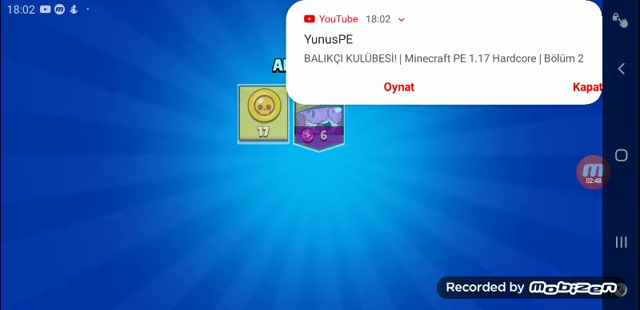 18:02
YouTube 18:02
YunusPE
BALIKÇI KULÜBESİ! | Minecraft PE 1.17 Hardcore | Bölüm 2
Oynat Kapat
17
6
02:48
Recorded by Mobizen